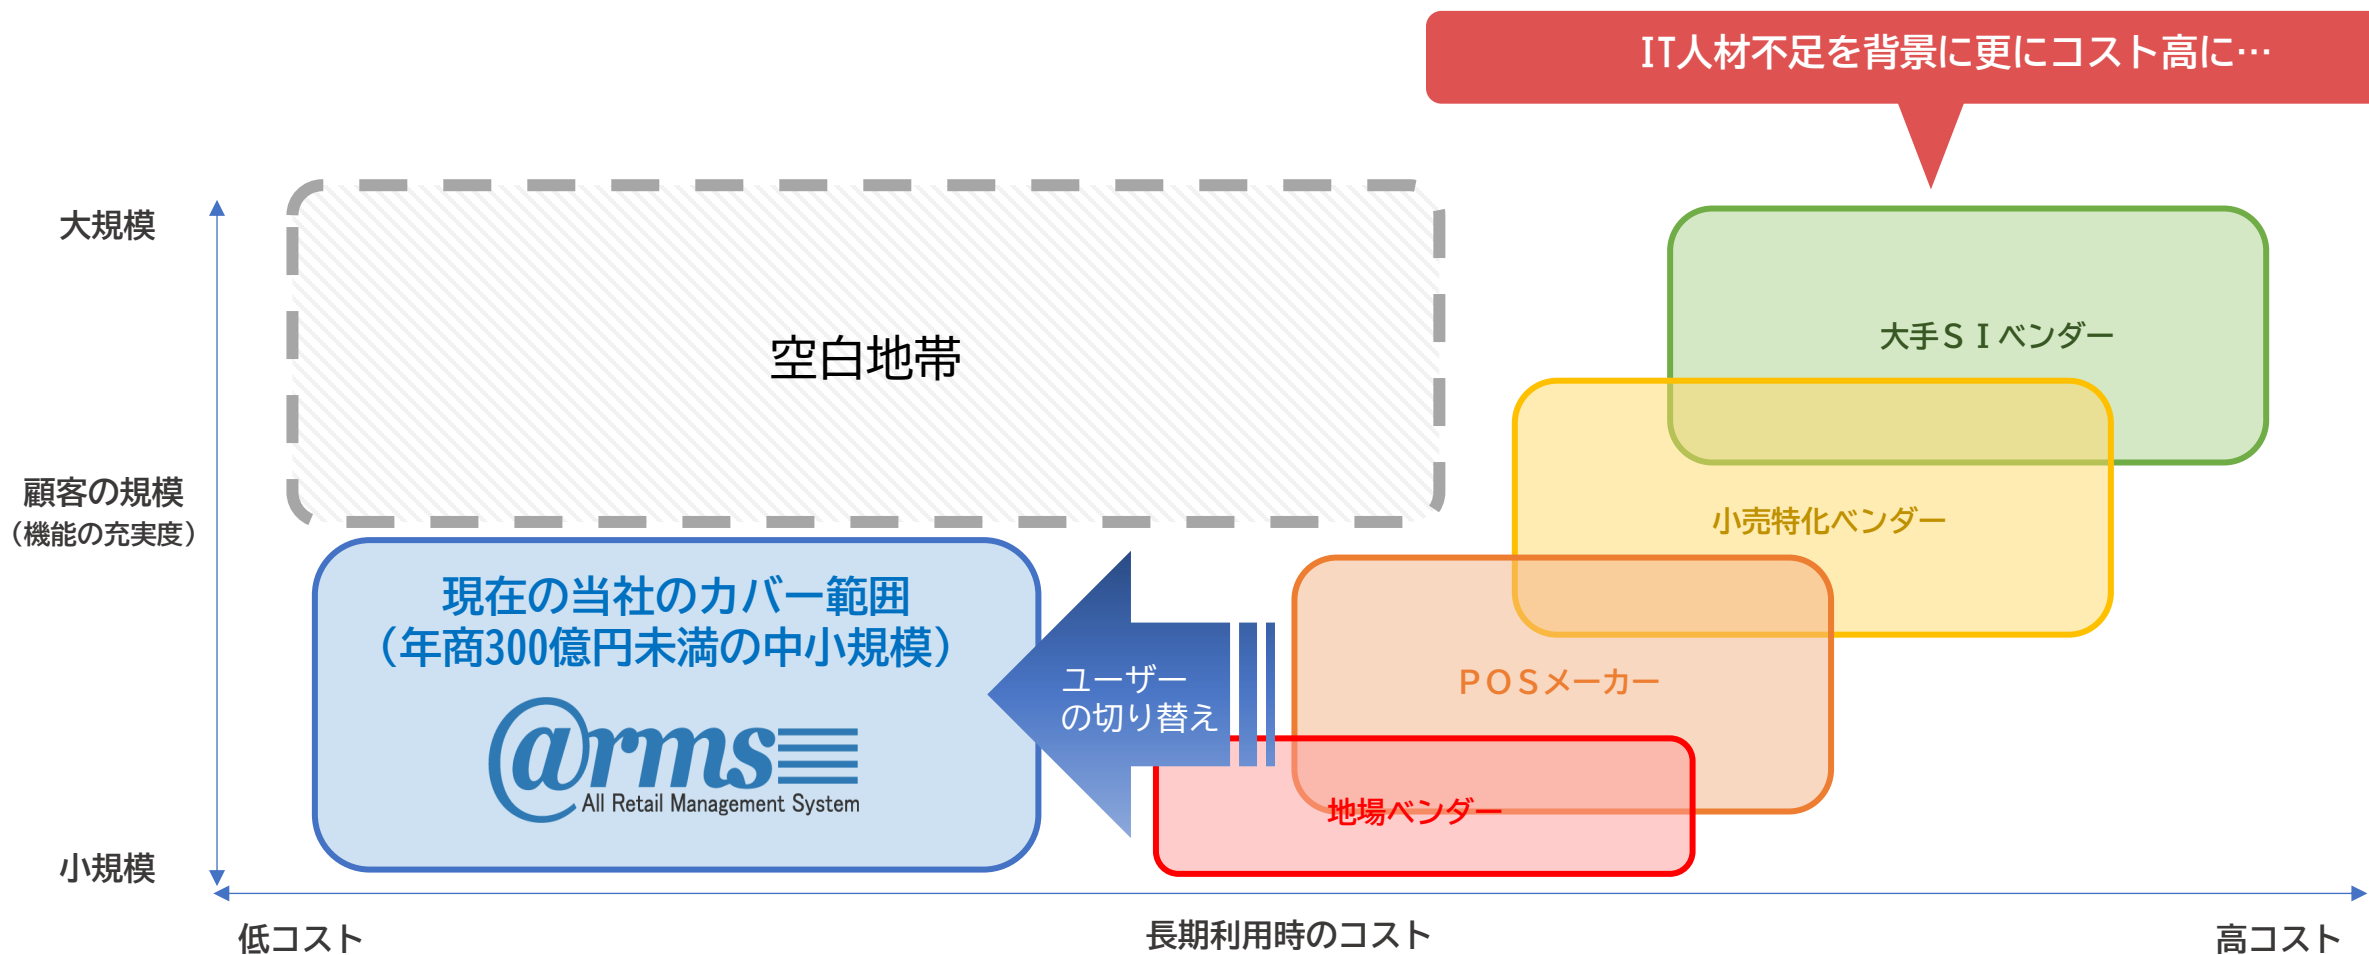 IT人材不足を背景に更にコスト高に…
大規模
空白地帯
大手ＳＩベンダー
顧客の規模
（機能の充実度）
小売特化ベンダー
現在の当社のカバー範囲
（年商300億円未満の中小規模）
ユーザー
の切り替え
ＰＯＳメーカー
@rms
All Retail Management System
地場ベンダー
小規模
低コスト
長期利用時のコスト
高コスト